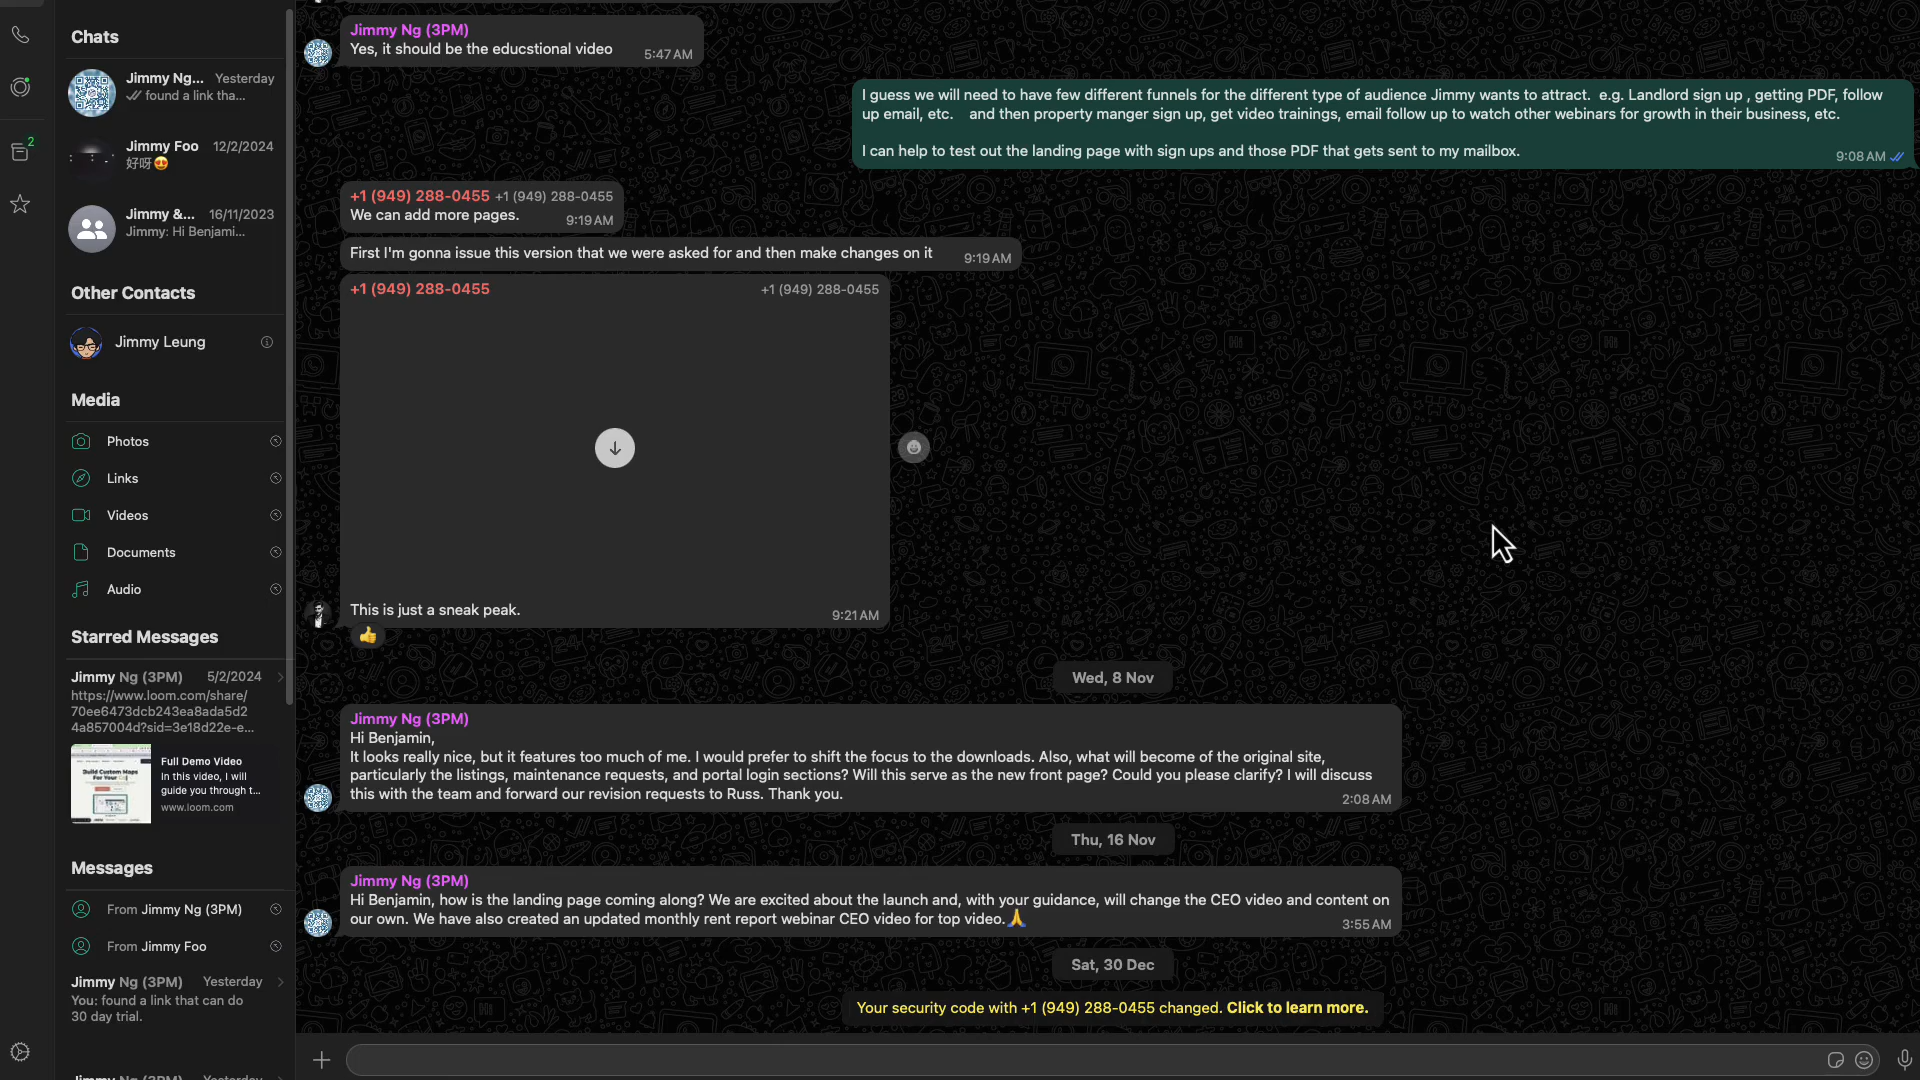 Chats
Jimmy Ng... Yesterday
found a link tha...
Jimmy Foo 12/2/2024
好呀😍
Jimmy &... 16/11/2023
Jimmy: Hi Benjami...
Other Contacts
Jimmy Leung
Media
Photos
Links
Videos
Documents
Audio
Starred Messages
Jimmy Ng (3PM) 5/2/2024
https://www.loom.com/share/
70ee6473dcb243ea8ada5d2
4a857004d?sid=3e18d22e-e...
Full Demo Video
In this video, I will
guide you through t...
www.loom.com
Messages
From Jimmy Ng (3PM)
From Jimmy Foo
Jimmy Ng (3PM) Yesterday
You: found a link that can do
30 day trial.
Jimmy Ng (3PM) Yesterday
2
Jimmy Ng (3PM)
Yes, it should be the educstional video 5:47 AM
I guess we will need to have few different funnels for the different type of audience Jimmy wants to attract. e.g. Landlord sign up , getting PDF, follow
up email, etc. and then property manger sign up, get video trainings, email follow up to watch other webinars for growth in their business, etc.
I can help to test out the landing page with sign ups and those PDF that gets sent to my mailbox.
9:08 AM
+1 (949) 288-0455 +1 (949) 288-0455
We can add more pages. 9:19 AM
First I'm gonna issue this version that we were asked for and then make changes on it 9:19 AM
+1 (949) 288-0455 +1 (949) 288-0455
This is just a sneak peak. 9:21 AM
👍
Wed, 8 Nov
Jimmy Ng (3PM)
Hi Benjamin,
It looks really nice, but it features too much of me. I would prefer to shift the focus to the downloads. Also, what will become of the original site,
particularly the listings, maintenance requests, and portal login sections? Will this serve as the new front page? Could you please clarify? I will discuss
this with the team and forward our revision requests to Russ. Thank you. 2:08 AM
Thu, 16 Nov
Jimmy Ng (3PM)
Hi Benjamin, how is the landing page coming along? We are excited about the launch and, with your guidance, will change the CEO video and content on
our own. We have also created an updated monthly rent report webinar CEO video for top video.🙏 3:55 AM
Sat, 30 Dec
Your security code with +1 (949) 288-0455 changed. Click to learn more.